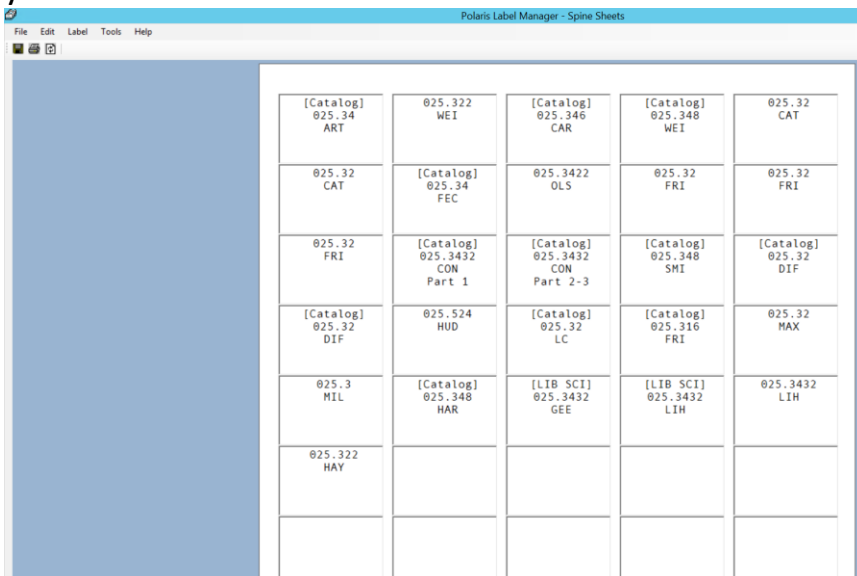 Polaris Label Manager - Spine Sheets
File Edit Label Tools Help
[Catalog]
025.34
ART
025.322
WEI
[Catalog]
025.346
CAR
[Catalog]
025.348
WEI
025.32
CAT
025.32
CAT
[Catalog]
025.34
FEC
025.3422
OLS
025.32
FRI
025.32
FRI
025.32
FRI
[Catalog]
025.3432
CON
Part 1
[Catalog]
025.3432
CON
Part 2-3
[Catalog]
025.348
SMI
[Catalog]
025.32
DIF
[Catalog]
025.32
DIF
025.524
HUD
[Catalog]
025.32
LC
[Catalog]
025.316
FRI
025.32
MAX
025.3
MIL
[Catalog]
025.348
HAR
[LIB SCI]
025.3432
GEE
[LIB SCI]
025.3432
LIH
025.3432
LIH
025.322
HAY